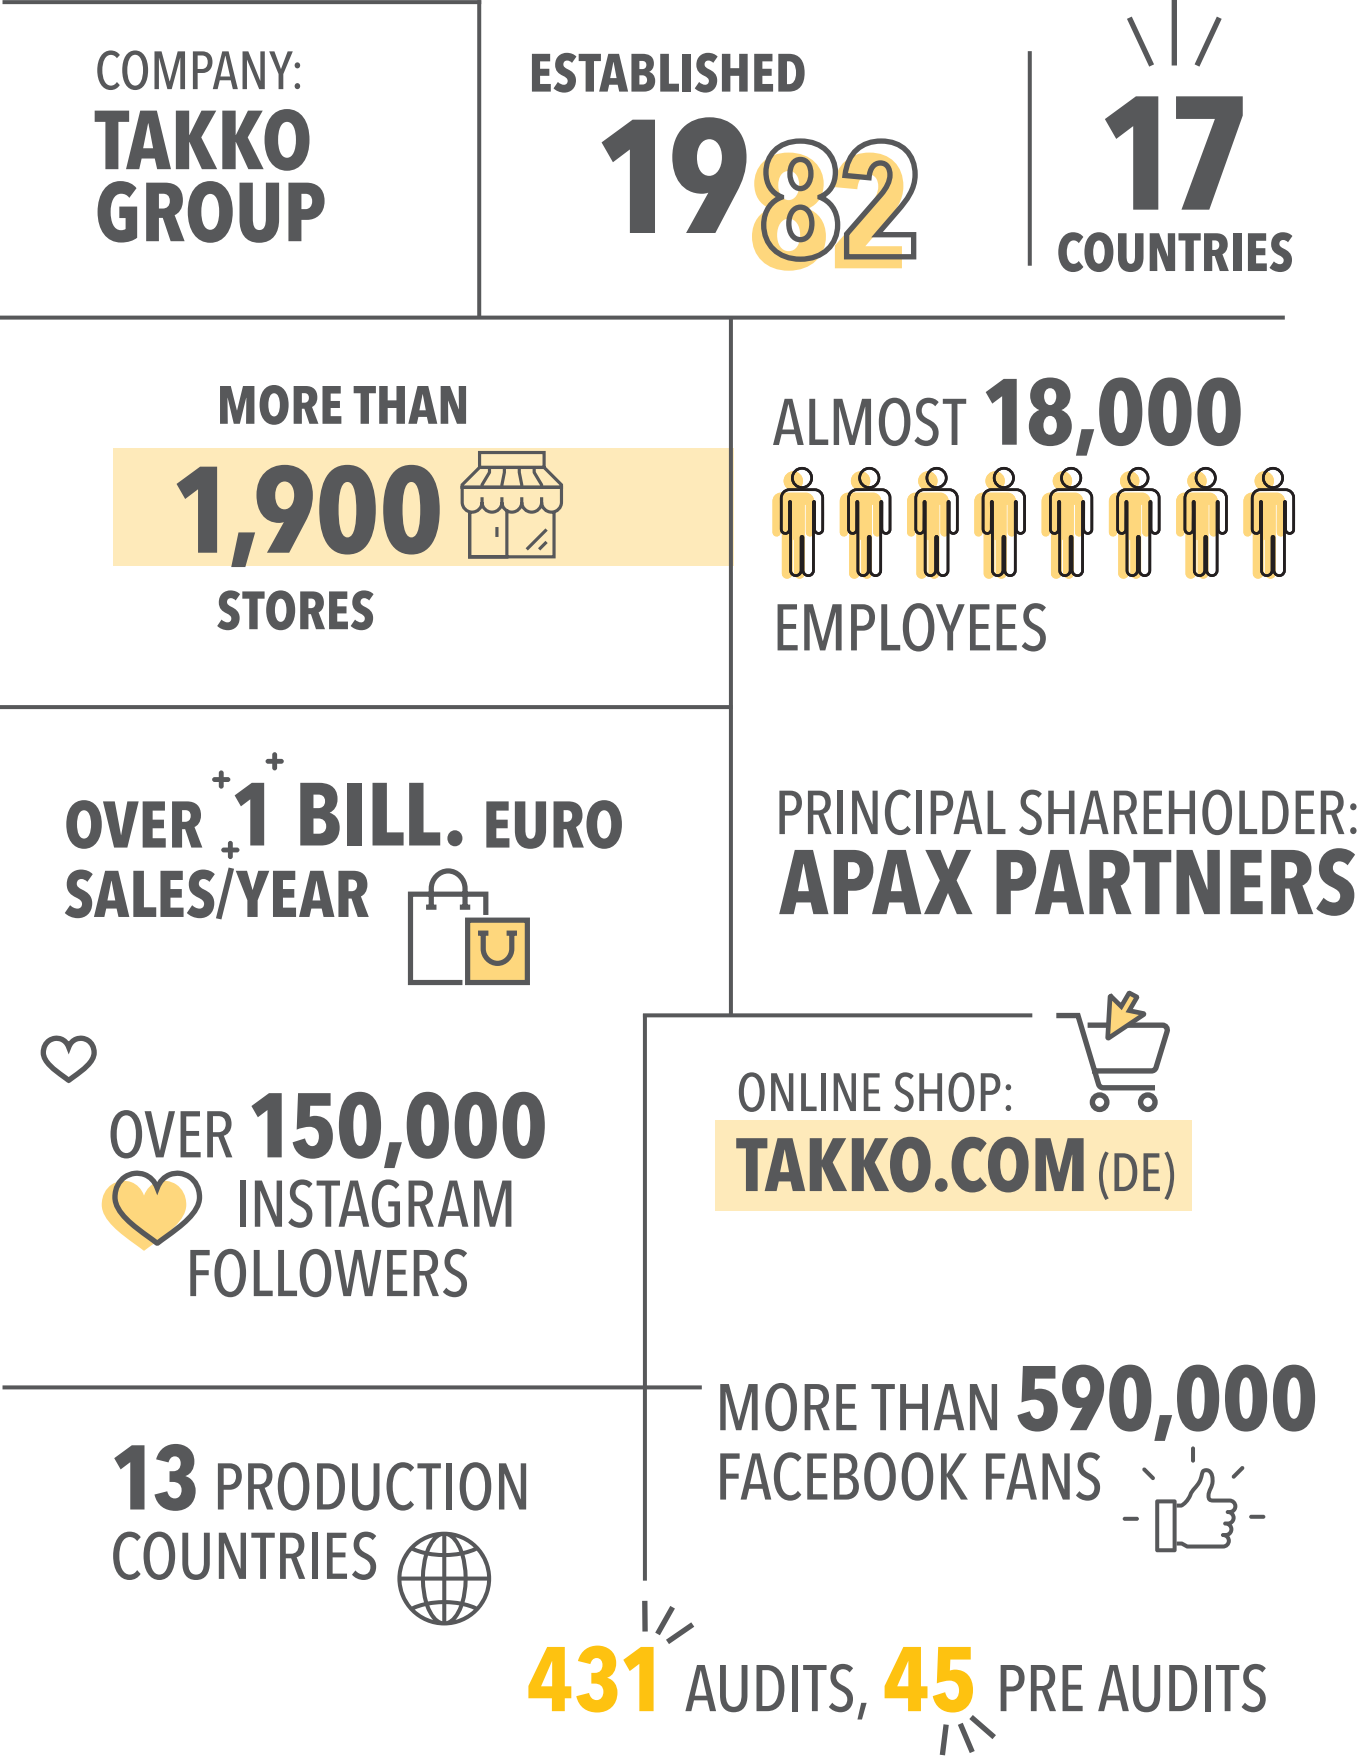 COMPANY:
TAKKO
GROUP
ESTABLISHED
1982
17
COUNTRIES
MORE THAN
1,900
STORES
ALMOST 18,000
EMPLOYEES
OVER 1 BILL. EURO
SALES/YEAR
PRINCIPAL SHAREHOLDER:
APAX PARTNERS
OVER 150,000
INSTAGRAM
FOLLOWERS
ONLINE SHOP:
TAKKO.COM (DE)
MORE THAN 590,000
FACEBOOK FANS
13 PRODUCTION
COUNTRIES
431 AUDITS, 45 PRE AUDITS